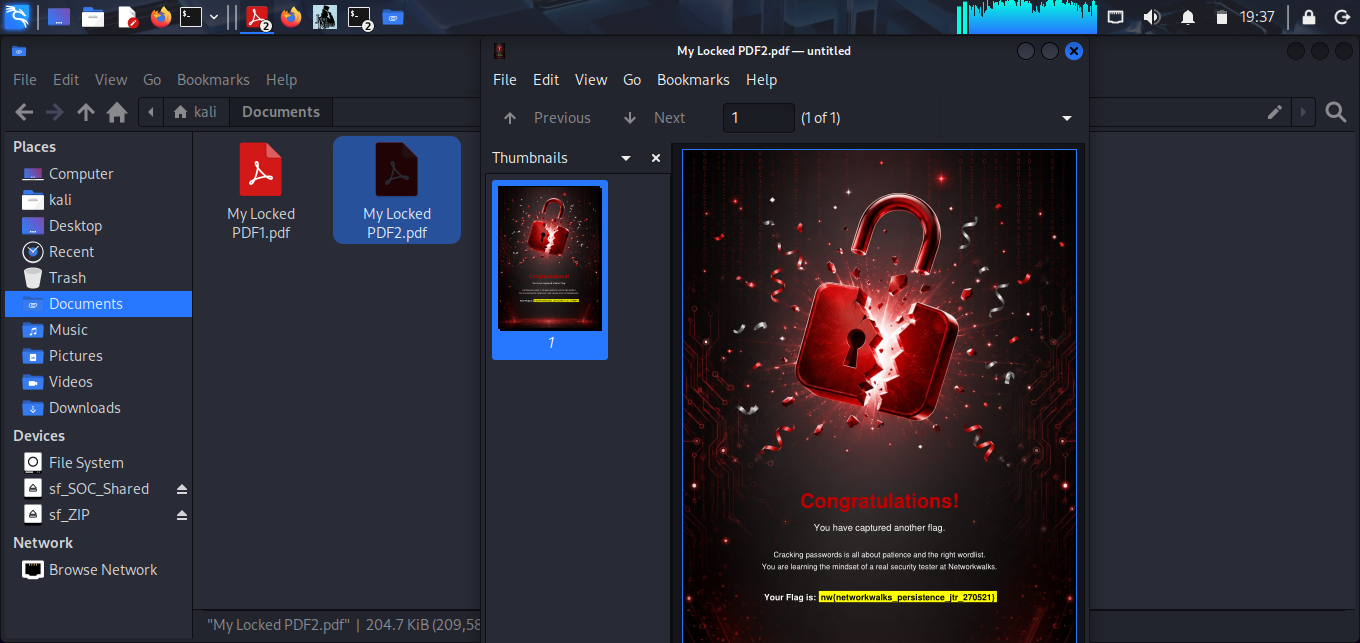 2
2
19:37
My Locked PDF2.pdf — untitled
File Edit View Go Bookmarks Help
File Edit View Go Bookmarks Help
kali Documents
Previous Next 1 (1 of 1)
Places
Computer
kali
Desktop
Recent
Trash
Documents
Music
Pictures
Videos
Downloads
Devices
File System
sf_SOC_Shared
sf_ZIP
Network
Browse Network
My Locked
PDF1.pdf
My Locked
PDF2.pdf
"My Locked PDF2.pdf" | 204.7 KiB (209,58
Thumbnails
1
Congratulations!
You have captured another flag.
Cracking passwords is all about patience and the right wordlist.
You are learning the mindset of a real security tester at Networkwalks.
Your Flag is: nw{networkwalks_persistence_jtr_270521}